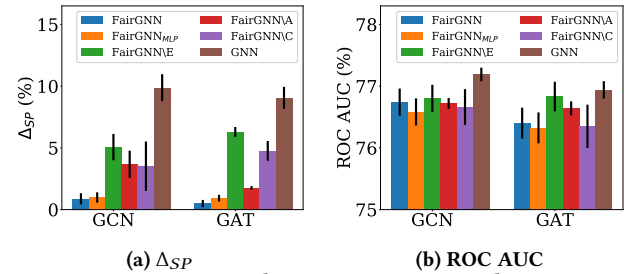 FairGNN
FairGNN_MLP
FairGNN\E
FairGNN\A
FairGNN\C
GNN
Δ_SP (%)
15
10
5
0
GCN GAT
(a) Δ_SP
FairGNN
FairGNN_MLP
FairGNN\E
FairGNN\A
FairGNN\C
GNN
ROC AUC (%)
78
77
76
75
GCN GAT
(b) ROC AUC